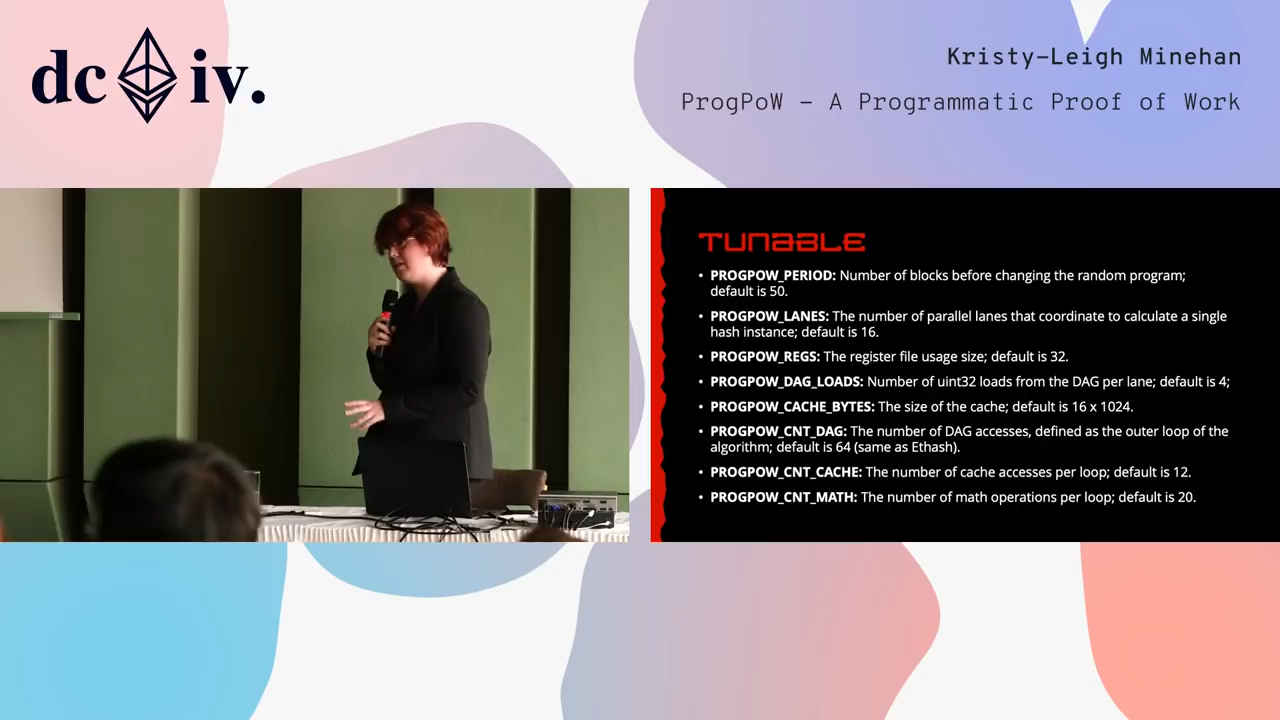 dc iv.
Kristy-Leigh Minehan
ProgPoW - A Programmatic Proof of Work
TUNABLE
• PROGPOW_PERIOD: Number of blocks before changing the random program;
default is 50.
• PROGPOW_LANES: The number of parallel lanes that coordinate to calculate a single
hash instance; default is 16.
• PROGPOW_REGS: The register file usage size; default is 32.
• PROGPOW_DAG_LOADS: Number of uint32 loads from the DAG per lane; default is 4;
• PROGPOW_CACHE_BYTES: The size of the cache; default is 16 x 1024.
• PROGPOW_CNT_DAG: The number of DAG accesses, defined as the outer loop of the
algorithm; default is 64 (same as Ethash).
• PROGPOW_CNT_CACHE: The number of cache accesses per loop; default is 12.
• PROGPOW_CNT_MATH: The number of math operations per loop; default is 20.